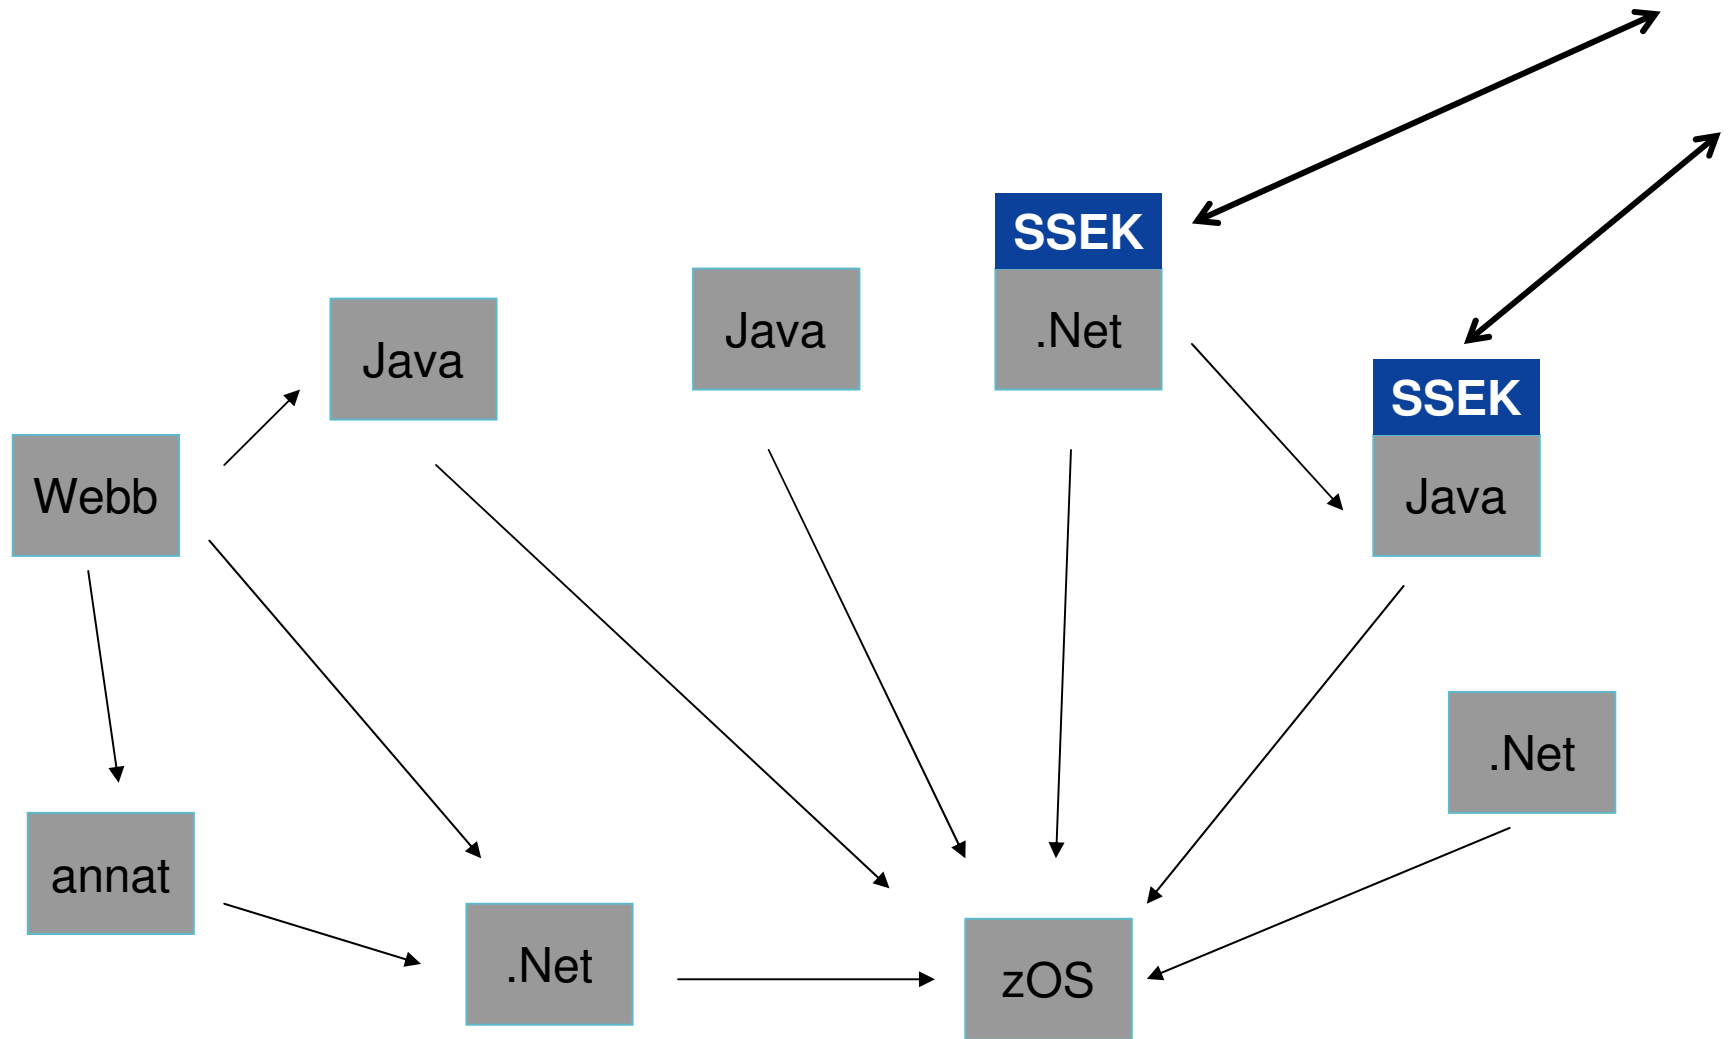 SSEK
.Net
Java
Java
SSEK
Java
Webb
.Net
annat
.Net
zOS